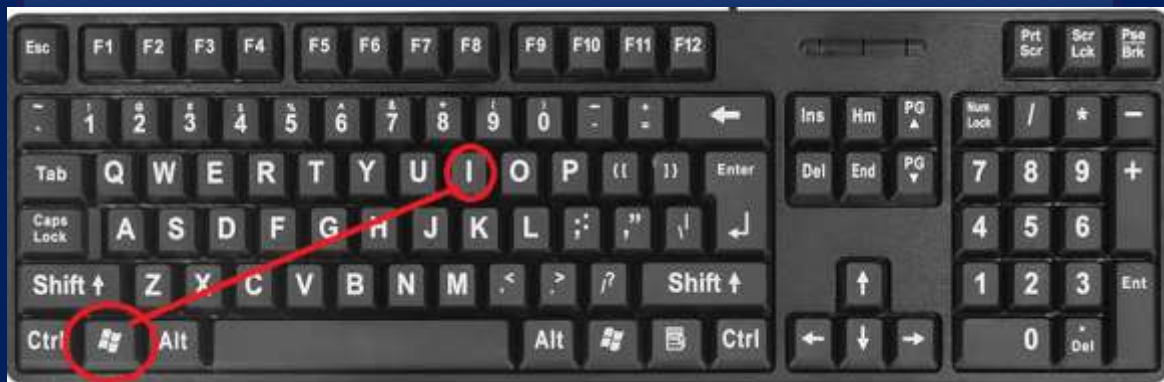 Esc F1 F2 F3 F4 F5 F6 F7 F8 F9 F10 F11 F12 Prt Scr Scr Lck Pse Brk
~ ! 1 @ 2 # 3 $ 4 % 5 ^ 6 & 7 * 8 ( 9 ) 0 - + = Ins Hm PG Num Lock / * -
Tab Q W E R T Y U I O P {[ ]} Enter Del End PG 7 8 9 +
Caps Lock A S D F G H J K L ;: ," \| 4 5 6
Shift Z X C V B N M .< .> /? Shift 1 2 3 Ent
Ctrl Alt Alt Ctrl 0 Del